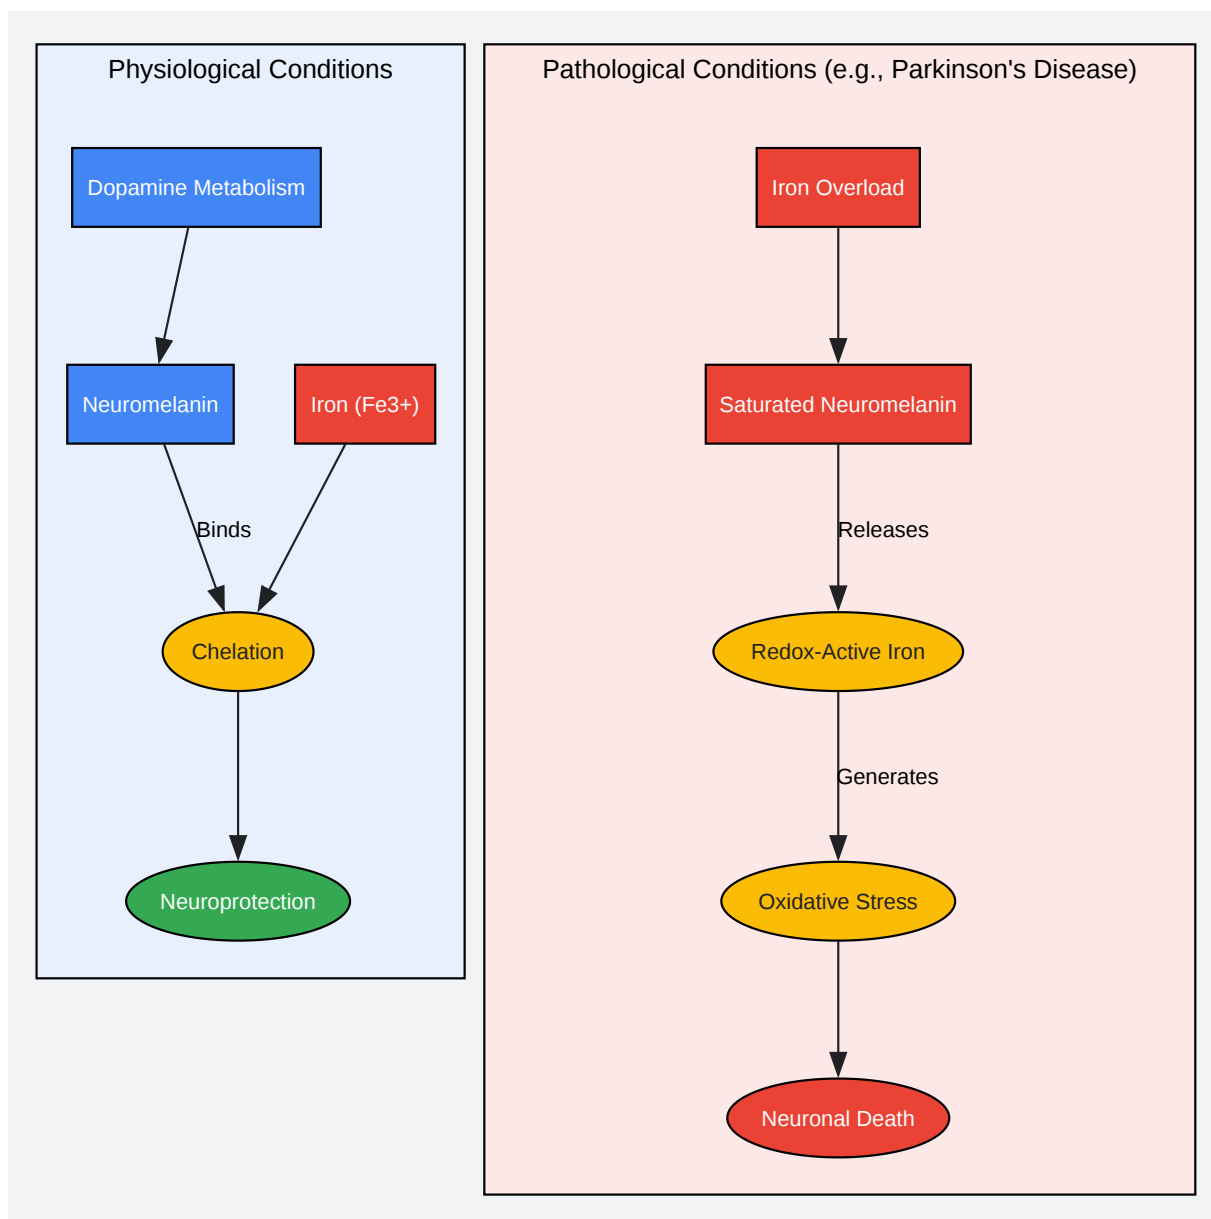 Physiological Conditions
Dopamine Metabolism
Neuromelanin
Iron (Fe3+)
Binds
Chelation
Neuroprotection
Pathological Conditions (e.g., Parkinson's Disease)
Iron Overload
Saturated Neuromelanin
Releases
Redox-Active Iron
Generates
Oxidative Stress
Neuronal Death